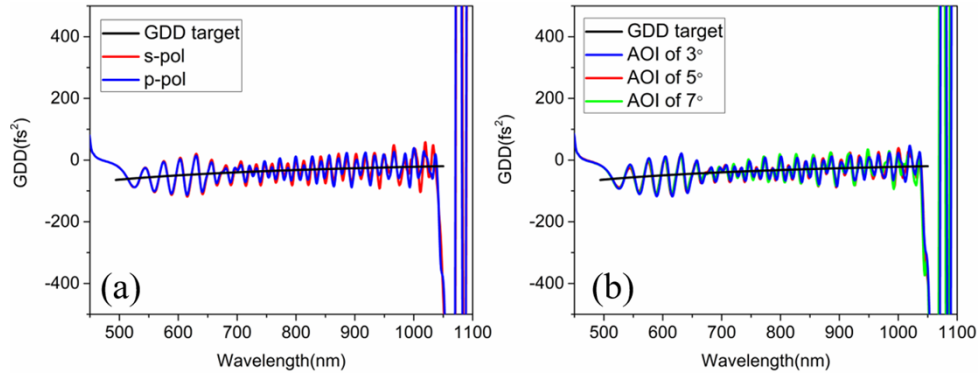 GDD target
s-pol
p-pol
400
200
0
-200
-400
GDD(fs²)
(a)
500 600 700 800 900 1000 1100
Wavelength(nm)
GDD target
AOI of 3°
AOI of 5°
AOI of 7°
400
200
0
-200
-400
GDD(fs²)
(b)
500 600 700 800 900 1000 1100
Wavelength(nm)